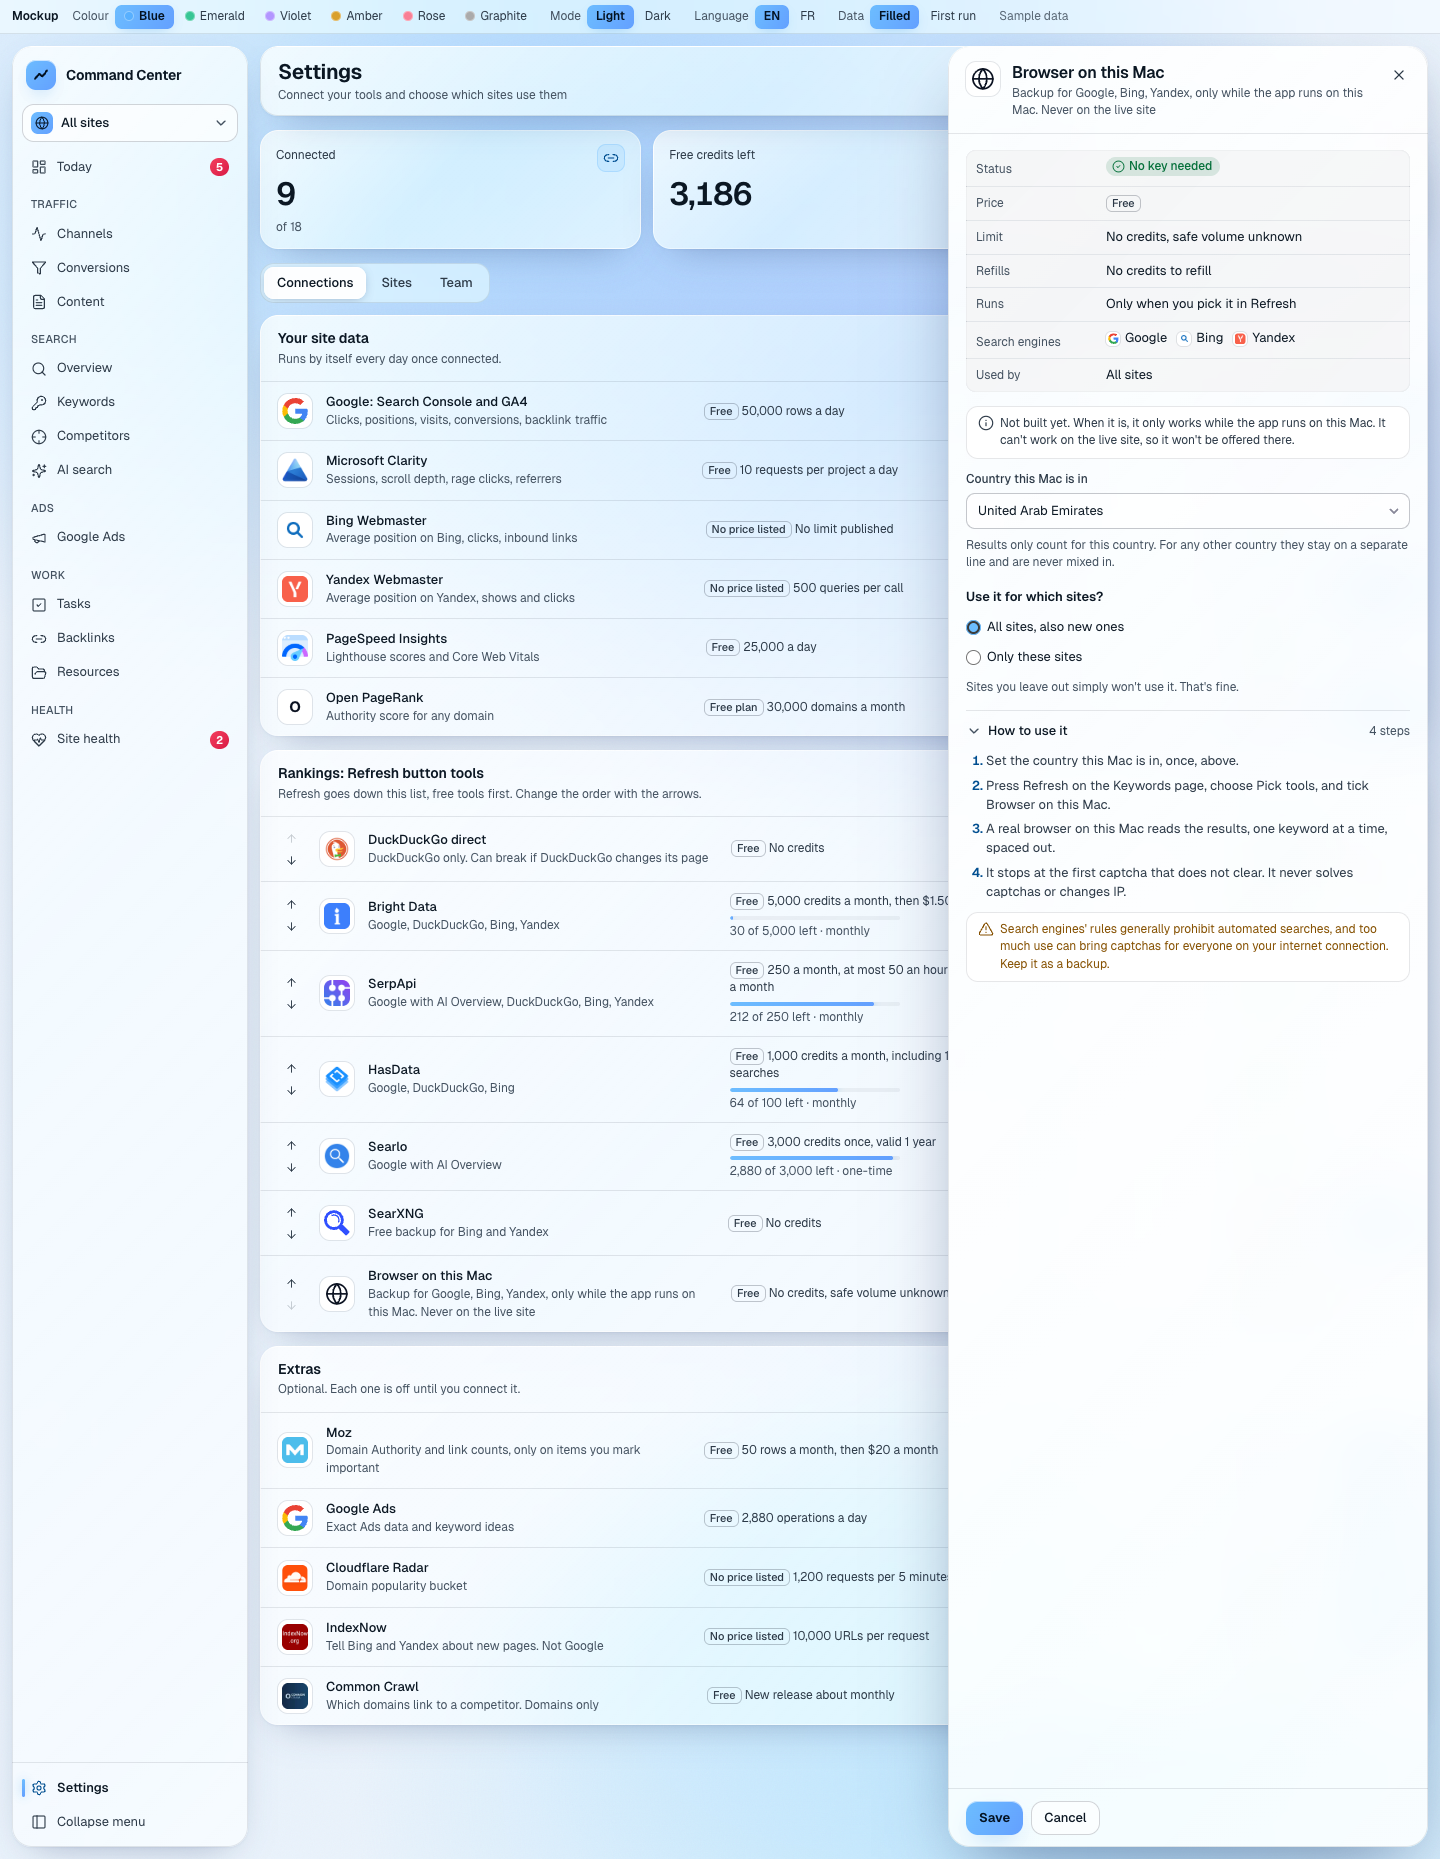 Mockup Colour Blue Emerald Violet Amber Rose Graphite Mode Light Dark Language EN FR Data Filled First run Sample data
Command Center
All sites
Today 5
TRAFFIC
Channels
Conversions
Content
SEARCH
Overview
Keywords
Competitors
AI search
ADS
Google Ads
WORK
Tasks
Backlinks
Resources
HEALTH
Site health 2
Settings
Collapse menu
Settings
Connect your tools and choose which sites use them
Connected
9
of 18
Free credits left
3,186
Connections Sites Team
Your site data
Runs by itself every day once connected.
Google: Search Console and GA4
Clicks, positions, visits, conversions, backlink traffic
Free 50,000 rows a day
Microsoft Clarity
Sessions, scroll depth, rage clicks, referrers
Free 10 requests per project a day
Bing Webmaster
Average position on Bing, clicks, inbound links
No price listed No limit published
Yandex Webmaster
Average position on Yandex, shows and clicks
No price listed 500 queries per call
PageSpeed Insights
Lighthouse scores and Core Web Vitals
Free 25,000 a day
Open PageRank
Authority score for any domain
Free plan 30,000 domains a month
Rankings: Refresh button tools
Refresh goes down this list, free tools first. Change the order with the arrows.
DuckDuckGo direct
DuckDuckGo only. Can break if DuckDuckGo changes its page
Free No credits
Bright Data
Google, DuckDuckGo, Bing, Yandex
Free 5,000 credits a month, then $1.50
30 of 5,000 left · monthly
SerpApi
Google with AI Overview, DuckDuckGo, Bing, Yandex
Free 250 a month, at most 50 an hour
a month
212 of 250 left · monthly
HasData
Google, DuckDuckGo, Bing
Free 1,000 credits a month, including 1
searches
64 of 100 left · monthly
Searlo
Google with AI Overview
Free 3,000 credits once, valid 1 year
2,880 of 3,000 left · one-time
SearXNG
Free backup for Bing and Yandex
Free No credits
Browser on this Mac
Backup for Google, Bing, Yandex, only while the app runs on
this Mac. Never on the live site
Free No credits, safe volume unknown
Extras
Optional. Each one is off until you connect it.
Moz
Domain Authority and link counts, only on items you mark
important
Free 50 rows a month, then $20 a month
Google Ads
Exact Ads data and keyword ideas
Free 2,880 operations a day
Cloudflare Radar
Domain popularity bucket
No price listed 1,200 requests per 5 minutes
IndexNow
Tell Bing and Yandex about new pages. Not Google
No price listed 10,000 URLs per request
Common Crawl
Which domains link to a competitor. Domains only
Free New release about monthly
Browser on this Mac
Backup for Google, Bing, Yandex, only while the app runs on this
Mac. Never on the live site
Status No key needed
Price Free
Limit No credits, safe volume unknown
Refills No credits to refill
Runs Only when you pick it in Refresh
Search engines Google Bing Yandex
Used by All sites
Not built yet. When it is, it only works while the app runs on this Mac. It
can't work on the live site, so it won't be offered there.
Country this Mac is in
United Arab Emirates
Results only count for this country. For any other country they stay on a separate
line and are never mixed in.
Use it for which sites?
All sites, also new ones
Only these sites
Sites you leave out simply won't use it. That's fine.
How to use it 4 steps
1. Set the country this Mac is in, once, above.
2. Press Refresh on the Keywords page, choose Pick tools, and tick
Browser on this Mac.
3. A real browser on this Mac reads the results, one keyword at a time,
spaced out.
4. It stops at the first captcha that does not clear. It never solves
captchas or changes IP.
Search engines' rules generally prohibit automated searches, and too
much use can bring captchas for everyone on your internet connection.
Keep it as a backup.
Save Cancel